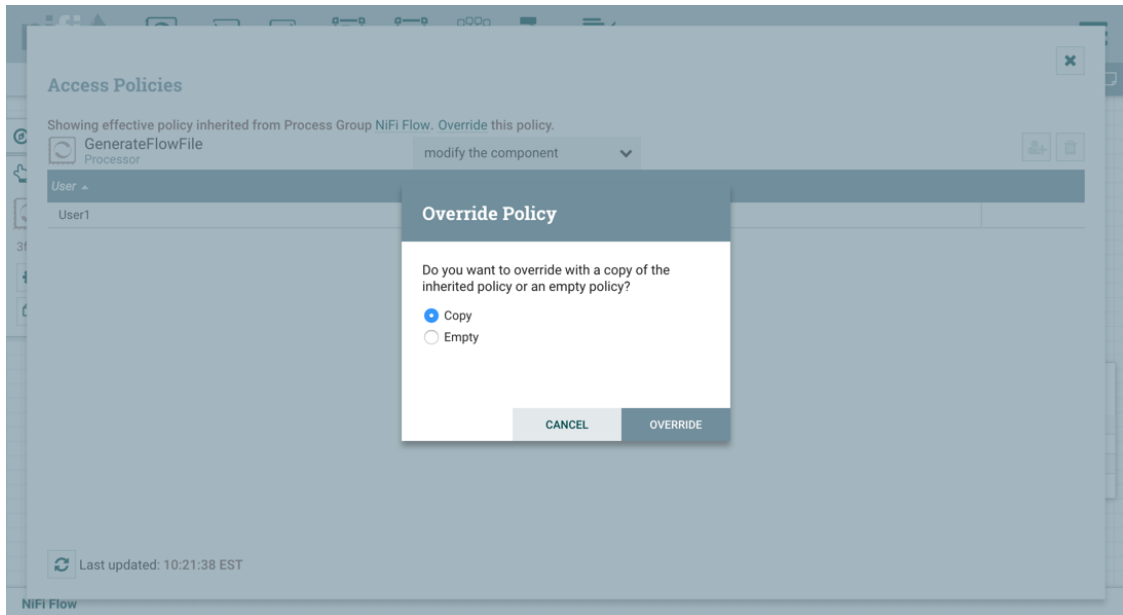 Access Policies
Showing effective policy inherited from Process Group NiFi Flow. Override this policy.
GenerateFlowFile
Processor
modify the component
User
User1
Override Policy
Do you want to override with a copy of the
inherited policy or an empty policy?
Copy
Empty
CANCEL
OVERRIDE
Last updated: 10:21:38 EST
NiFi Flow